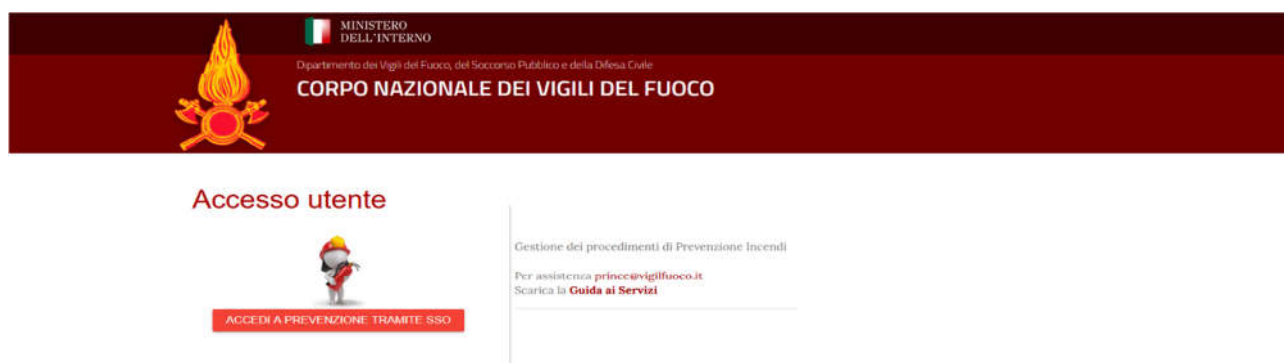 MINISTERO
DELL'INTERNO
Dipartimento dei Vigili del Fuoco, del Soccorso Pubblico e della Difesa Civile
CORPO NAZIONALE DEI VIGILI DEL FUOCO
Accesso utente
ACCEDI A PREVENZIONE TRAMITE SSO
Gestione dei procedimenti di Prevenzione Incendi
Per assistenza prince@vigilfuoco.it
Scarica la Guida ai Servizi